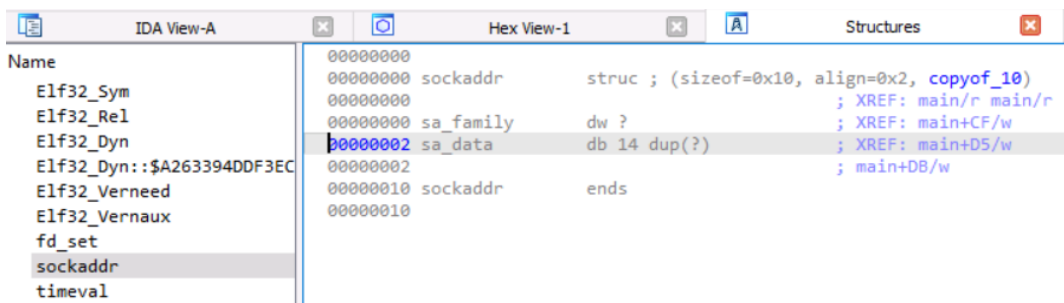 IDA View-A
Hex View-1
Structures
Name
Elf32_Sym
Elf32_Rel
Elf32_Dyn
Elf32_Dyn::$A263394DDF3EC
Elf32_Verneed
Elf32_Vernaux
fd_set
sockaddr
timeval
00000000
00000000 sockaddr struc ; (sizeof=0x10, align=0x2, copyof_10)
00000000 ; XREF: main/r main/r
00000000 sa_family dw ? ; XREF: main+CF/w
00000002 sa_data db 14 dup(?) ; XREF: main+D5/w
00000002 ; main+DB/w
00000010 sockaddr ends
00000010